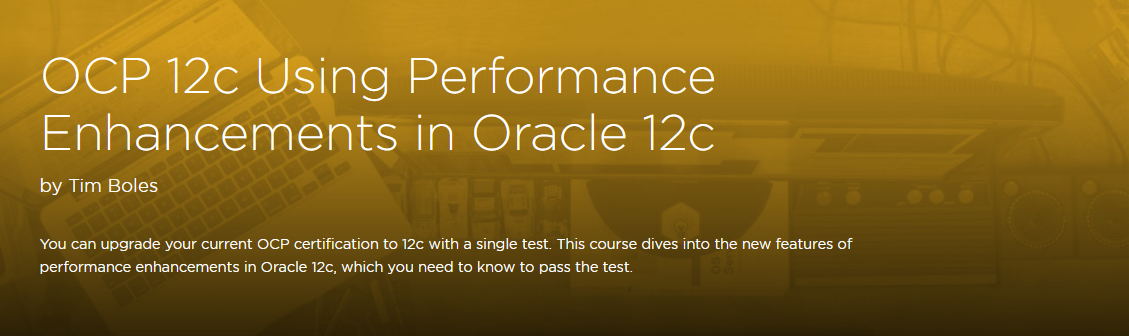 OCP 12c Using Performance
Enhancements in Oracle 12c
by Tim Boles
You can upgrade your current OCP certification to 12c with a single test. This course dives into the new features of
performance enhancements in Oracle 12c, which you need to know to pass the test.